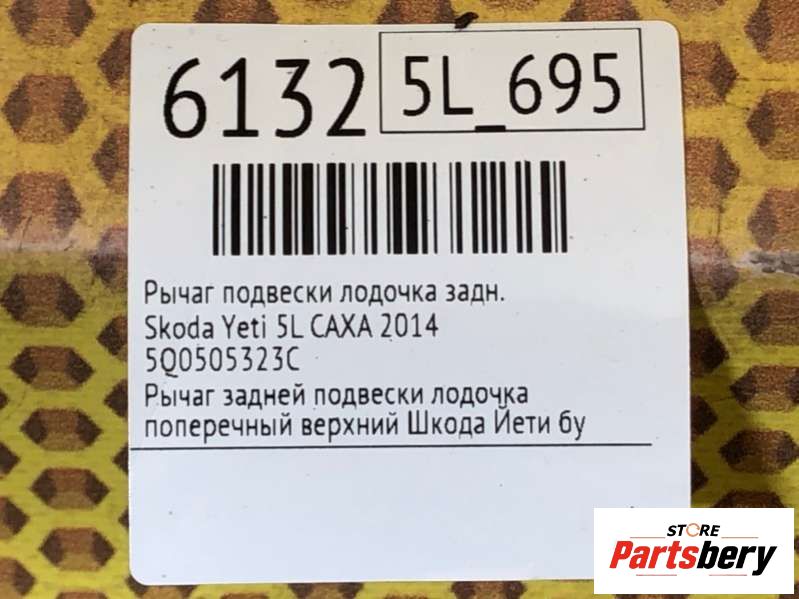 6132
5L_695
Рычаг подвески лодочка задн.
Skoda Yeti 5L CAXA 2014
5Q0505323C
Рычаг задней подвески лодочка
поперечный верхний Шкода Йети бу
STORE
Partsbery